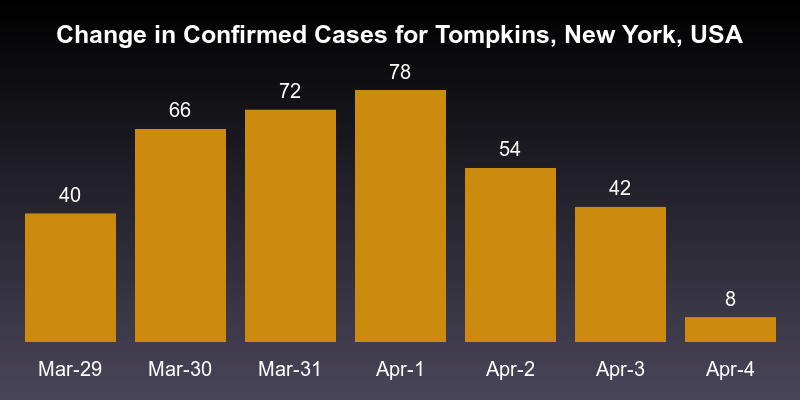 Change in Confirmed Cases for Tompkins, New York, USA
40 66 72 78 54 42 8
Mar-29 Mar-30 Mar-31 Apr-1 Apr-2 Apr-3 Apr-4